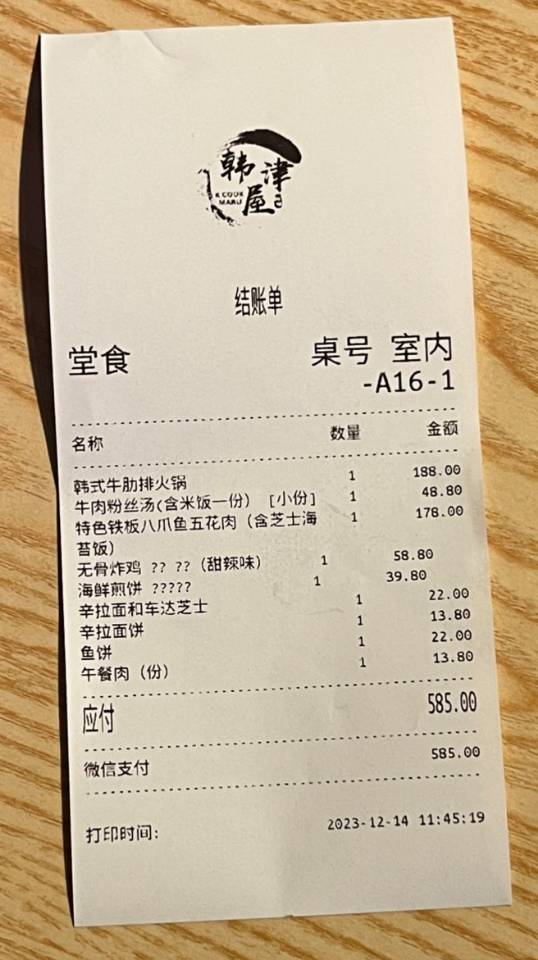 韩津
K COOK
MARU 屋
结账单
堂食 桌号 室内
-A16-1
名称 数量 金额
韩式牛肋排火锅 1 188.00
牛肉粉丝汤(含米饭一份) [小份] 1 48.80
特色铁板八爪鱼五花肉(含芝士海 1 178.00
苔饭)
无骨炸鸡 ?? ??(甜辣味) 1 58.80
海鲜煎饼 ????? 1 39.80
辛拉面和车达芝士 1 22.00
辛拉面饼 1 13.80
鱼饼 1 22.00
午餐肉(份) 1 13.80
应付 585.00
微信支付 585.00
打印时间: 2023-12-14 11:45:19